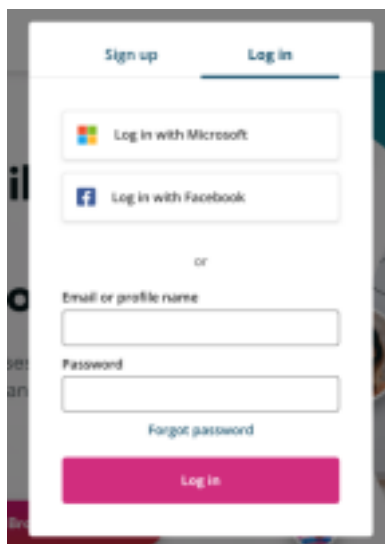 Sign up Log in
Log in with Microsoft
Log in with Facebook
or
Email or profile name
Password
Forgot password
Log in